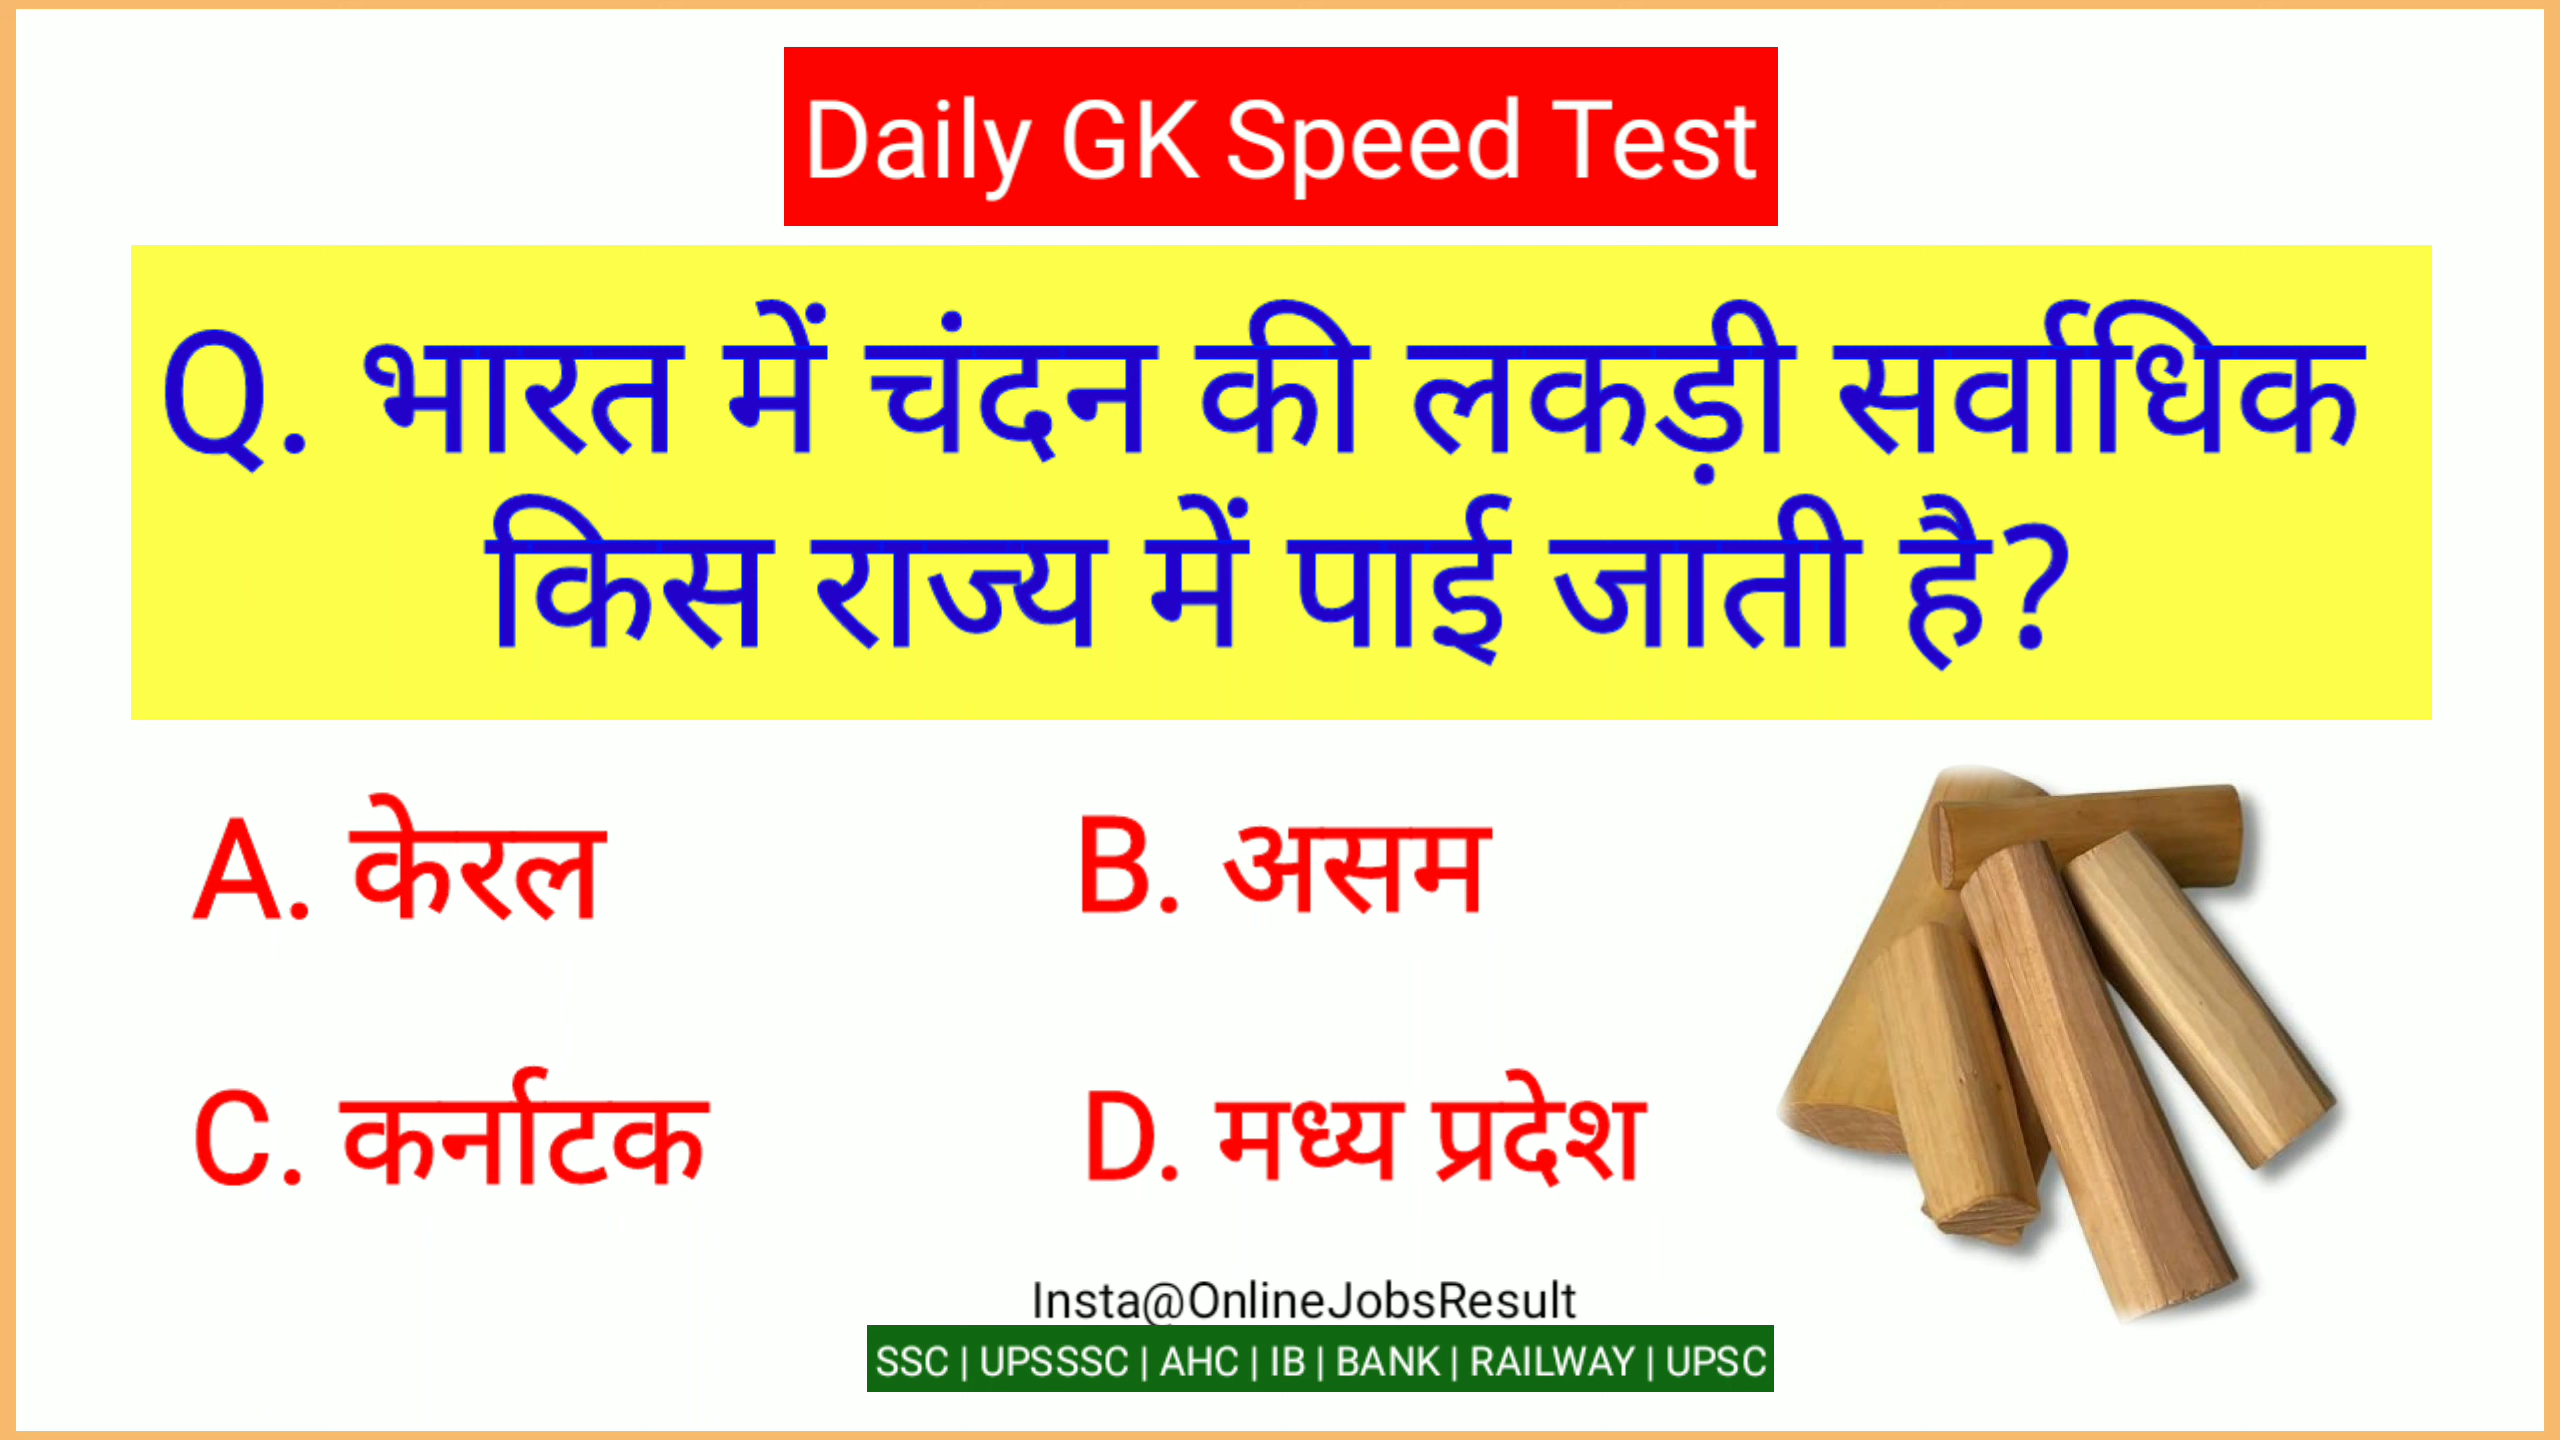 Daily GK Speed Test
Q. भारत में चंदन की लकड़ी सर्वाधिक
किस राज्य में पाई जाती है?
A. केरल
B. असम
C. कर्नाटक
D. मध्य प्रदेश
Insta@OnlineJobsResult
SSC | UPSSSC | AHC | IB | BANK | RAILWAY | UPSC